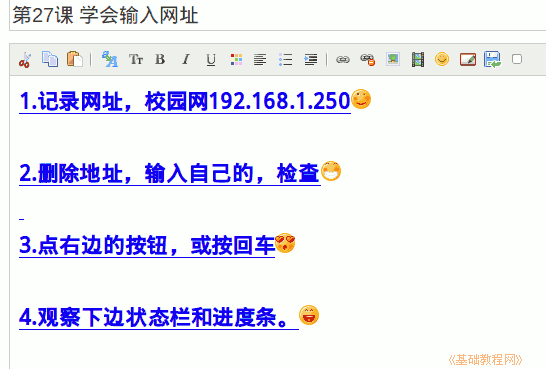 第27课 学会输入网址
Tr B I U
1.记录网址，校园网192.168.1.250
2.删除地址，输入自己的，检查
3.点右边的按钮，或按回车
4.观察下边状态栏和进度条。
《基础教程网》